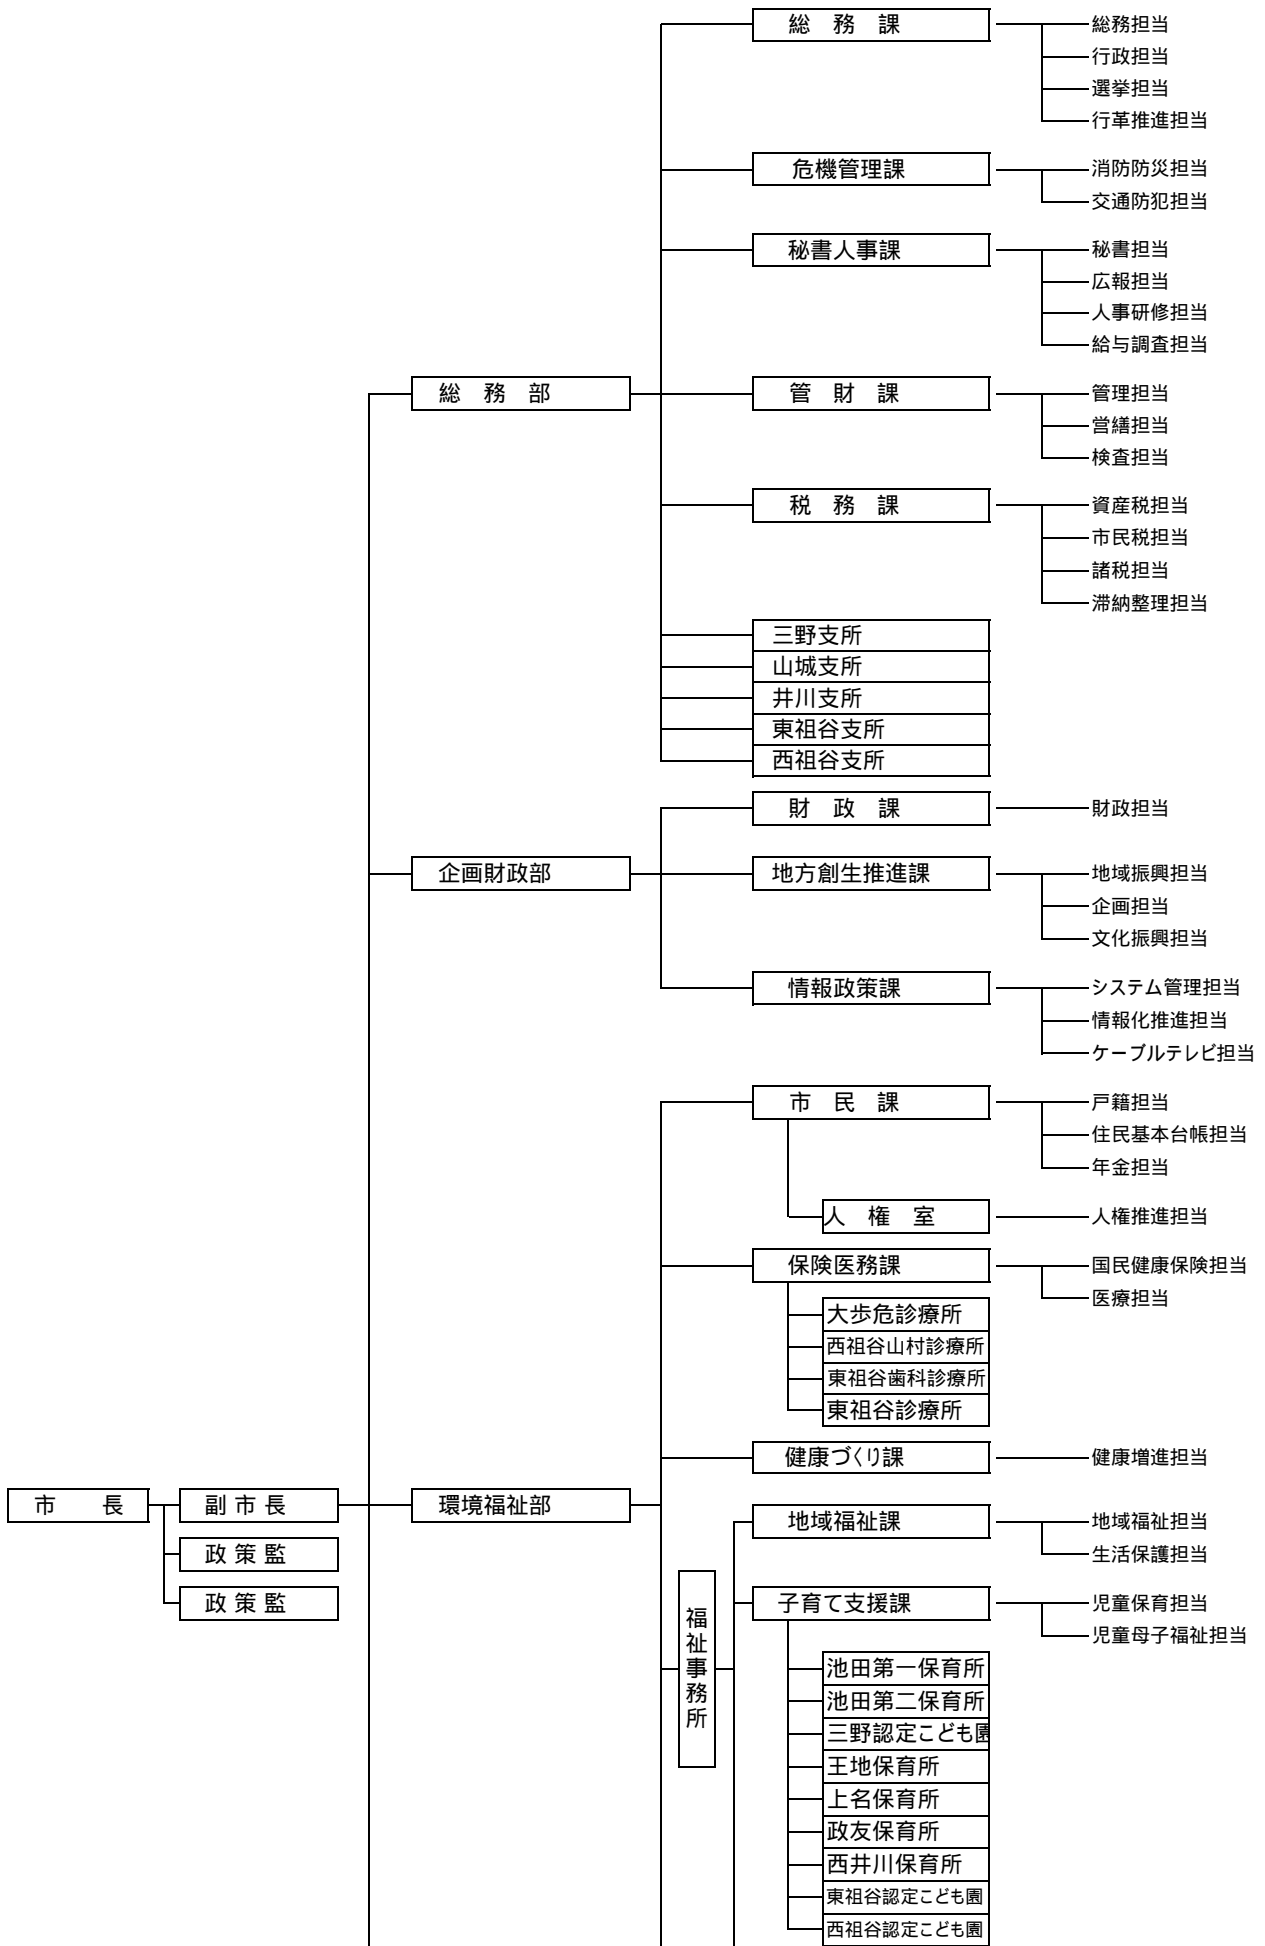 総　務　課
総務担当
行政担当
選挙担当
行革推進担当
危機管理課
消防防災担当
交通防犯担当
秘書人事課
秘書担当
広報担当
人事研修担当
給与調査担当
総　務　部
管　財　課
管理担当
営繕担当
検査担当
税　務　課
資産税担当
市民税担当
諸税担当
滞納整理担当
三野支所
山城支所
井川支所
東祖谷支所
西祖谷支所
財　政　課
財政担当
企画財政部
地方創生推進課
地域振興担当
企画担当
文化振興担当
情報政策課
システム管理担当
情報化推進担当
ケーブルテレビ担当
市　民　課
戸籍担当
住民基本台帳担当
年金担当
人　権　室
人権推進担当
保険医務課
国民健康保険担当
医療担当
大歩危診療所
西祖谷山村診療所
東祖谷歯科診療所
東祖谷診療所
健康づくり課
健康増進担当
市　　長
副 市 長
環境福祉部
政 策 監
政 策 監
福祉事務所
地域福祉課
地域福祉担当
生活保護担当
子育て支援課
児童保育担当
児童母子福祉担当
池田第一保育所
池田第二保育所
三野認定こども園
王地保育所
上名保育所
政友保育所
西井川保育所
東祖谷認定こども園
西祖谷認定こども園